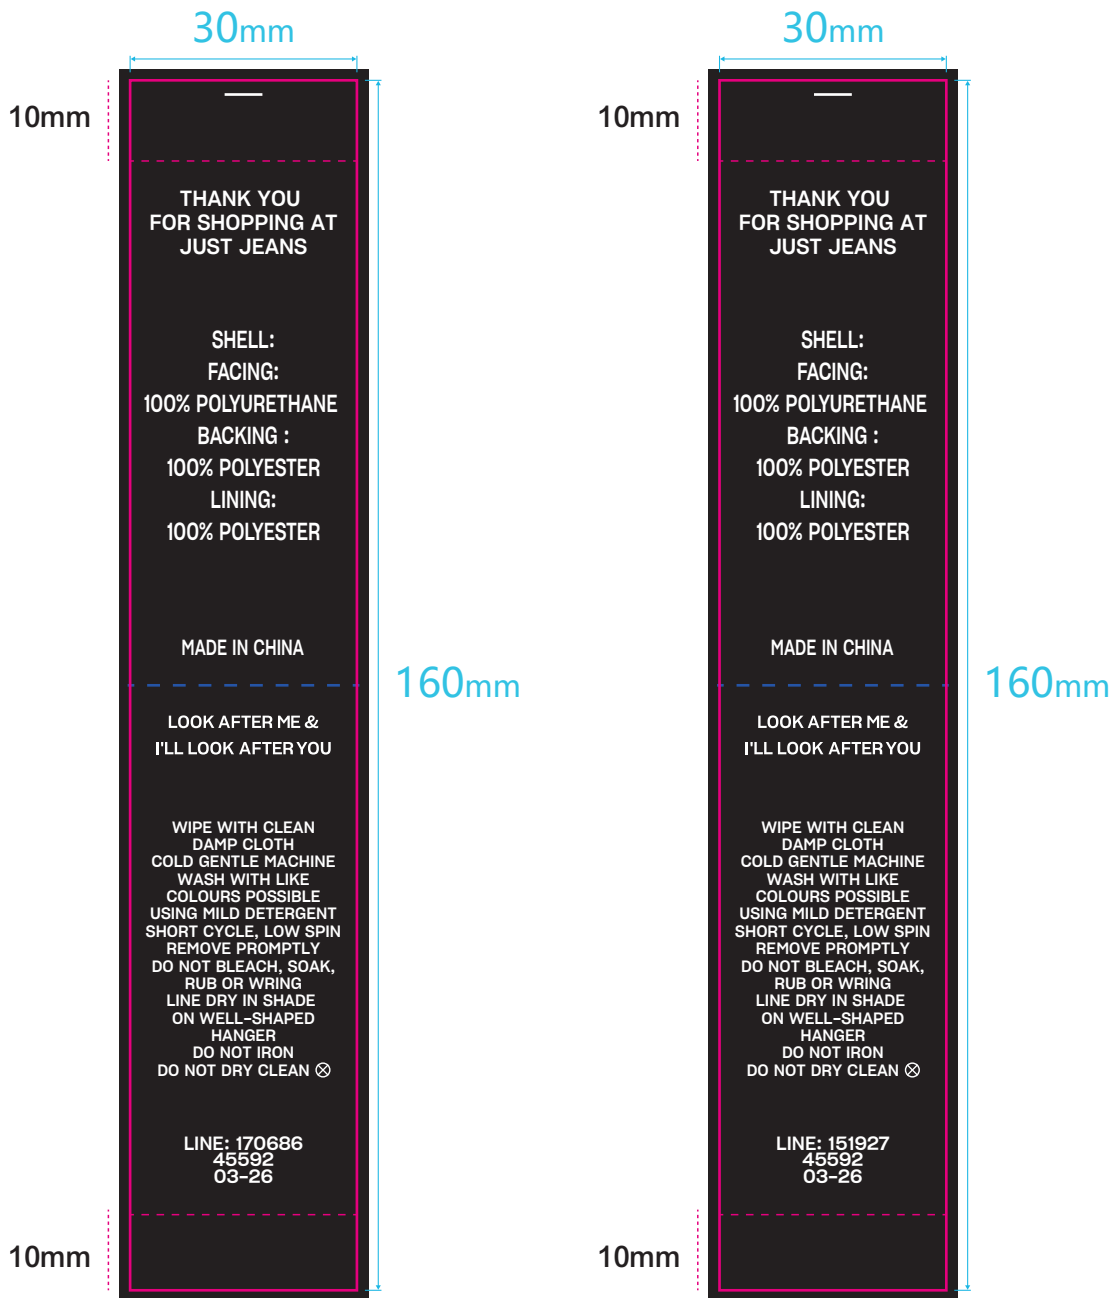 30mm
10mm
THANK YOU
FOR SHOPPING AT
JUST JEANS
SHELL:
FACING:
100% POLYURETHANE
BACKING :
100% POLYESTER
LINING:
100% POLYESTER
MADE IN CHINA
160mm
LOOK AFTER ME &
I'LL LOOK AFTER YOU
WIPE WITH CLEAN
DAMP CLOTH
COLD GENTLE MACHINE
WASH WITH LIKE
COLOURS POSSIBLE
USING MILD DETERGENT
SHORT CYCLE, LOW SPIN
REMOVE PROMPTLY
DO NOT BLEACH, SOAK,
RUB OR WRING
LINE DRY IN SHADE
ON WELL-SHAPED
HANGER
DO NOT IRON
DO NOT DRY CLEAN
LINE: 170686
45592
03-26
10mm
30mm
10mm
THANK YOU
FOR SHOPPING AT
JUST JEANS
SHELL:
FACING:
100% POLYURETHANE
BACKING :
100% POLYESTER
LINING:
100% POLYESTER
MADE IN CHINA
160mm
LOOK AFTER ME &
I'LL LOOK AFTER YOU
WIPE WITH CLEAN
DAMP CLOTH
COLD GENTLE MACHINE
WASH WITH LIKE
COLOURS POSSIBLE
USING MILD DETERGENT
SHORT CYCLE, LOW SPIN
REMOVE PROMPTLY
DO NOT BLEACH, SOAK,
RUB OR WRING
LINE DRY IN SHADE
ON WELL-SHAPED
HANGER
DO NOT IRON
DO NOT DRY CLEAN
LINE: 151927
45592
03-26
10mm